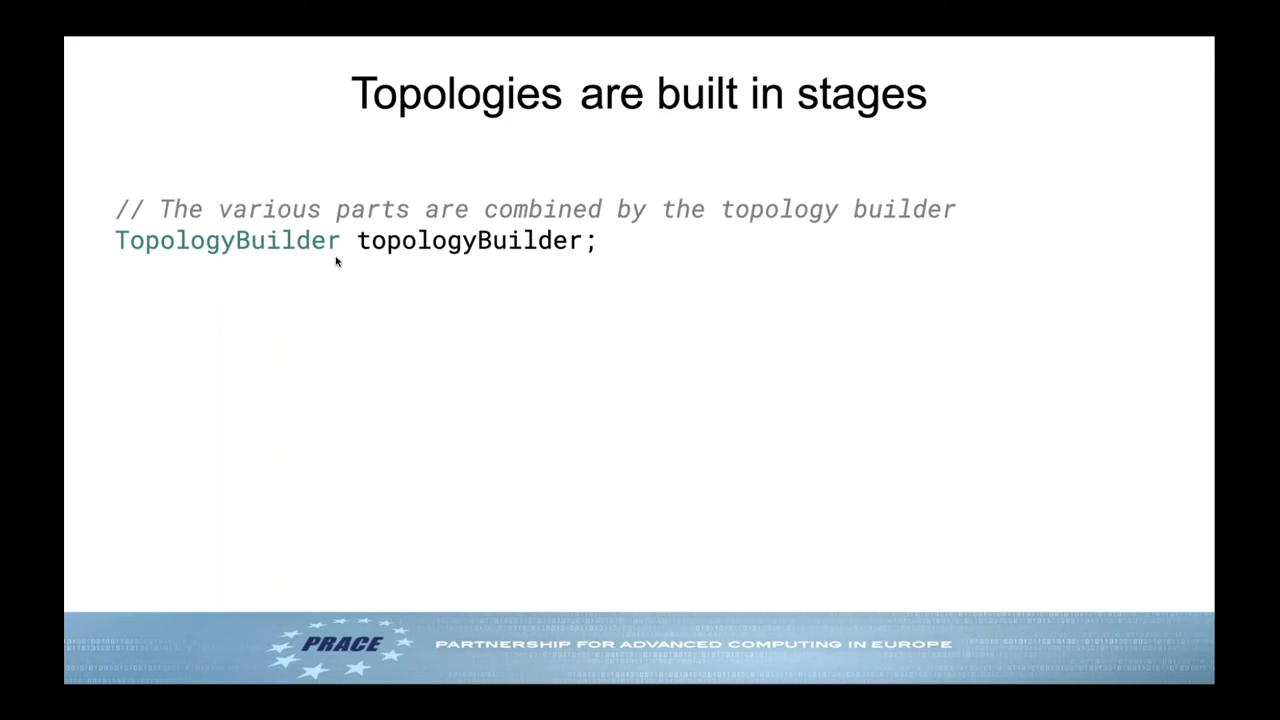 Topologies are built in stages
// The various parts are combined by the topology builder
TopologyBuilder topologyBuilder;
PRACE
PARTNERSHIP FOR ADVANCED COMPUTING IN EUROPE